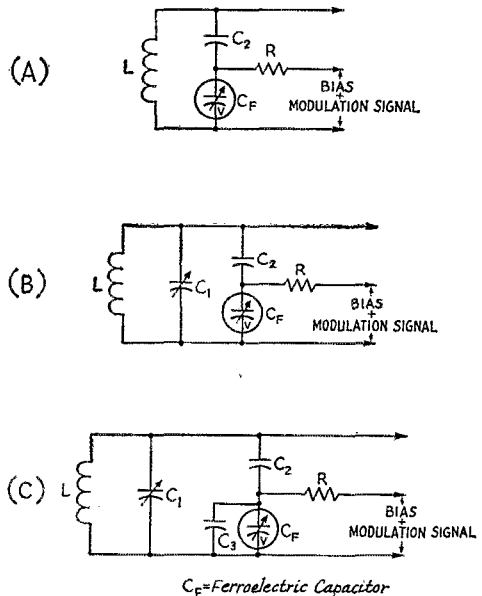 (A)
L
C2
R
CF
V
BIAS
+
MODULATION SIGNAL
(B)
L
C1
C2
R
CF
V
BIAS
+
MODULATION SIGNAL
(C)
L
C1
C2
R
C3
CF
V
BIAS
+
MODULATION SIGNAL
CF=Ferroelectric Capacitor